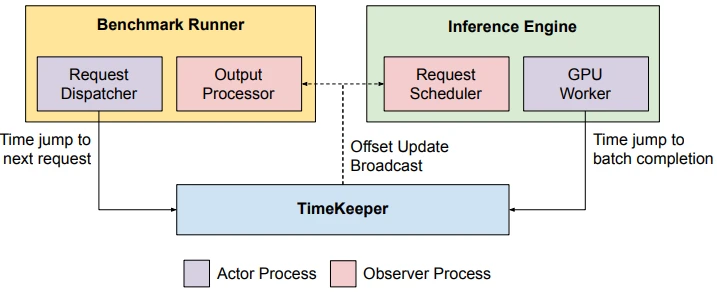 Benchmark Runner
Request
Dispatcher
Output
Processor
Inference Engine
Request
Scheduler
GPU
Worker
Time jump to
next request
Offset Update
Broadcast
Time jump to
batch completion
TimeKeeper
Actor Process
Observer Process